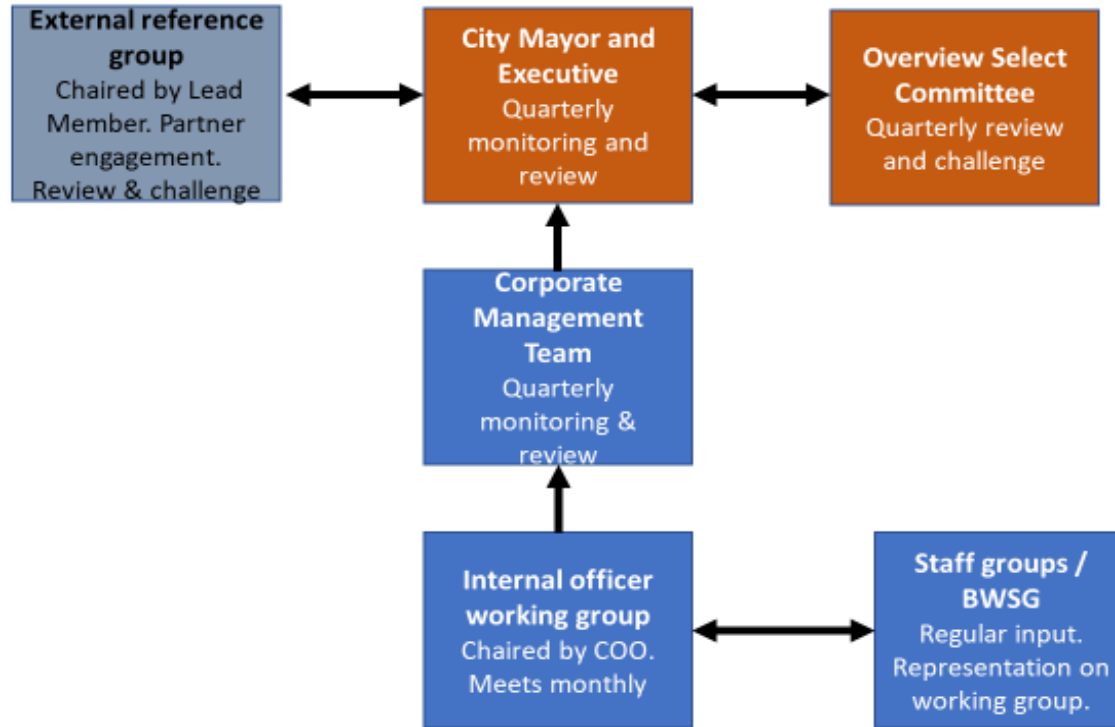 External reference
group
Chaired by Lead
Member. Partner
engagement.
Review & challenge
City Mayor and
Executive
Quarterly
monitoring and
review
Overview Select
Committee
Quarterly review
and challenge
Corporate
Management
Team
Quarterly
monitoring &
review
Internal officer
working group
Chaired by COO.
Meets monthly
Staff groups /
BWSG
Regular input.
Representation on
working group.